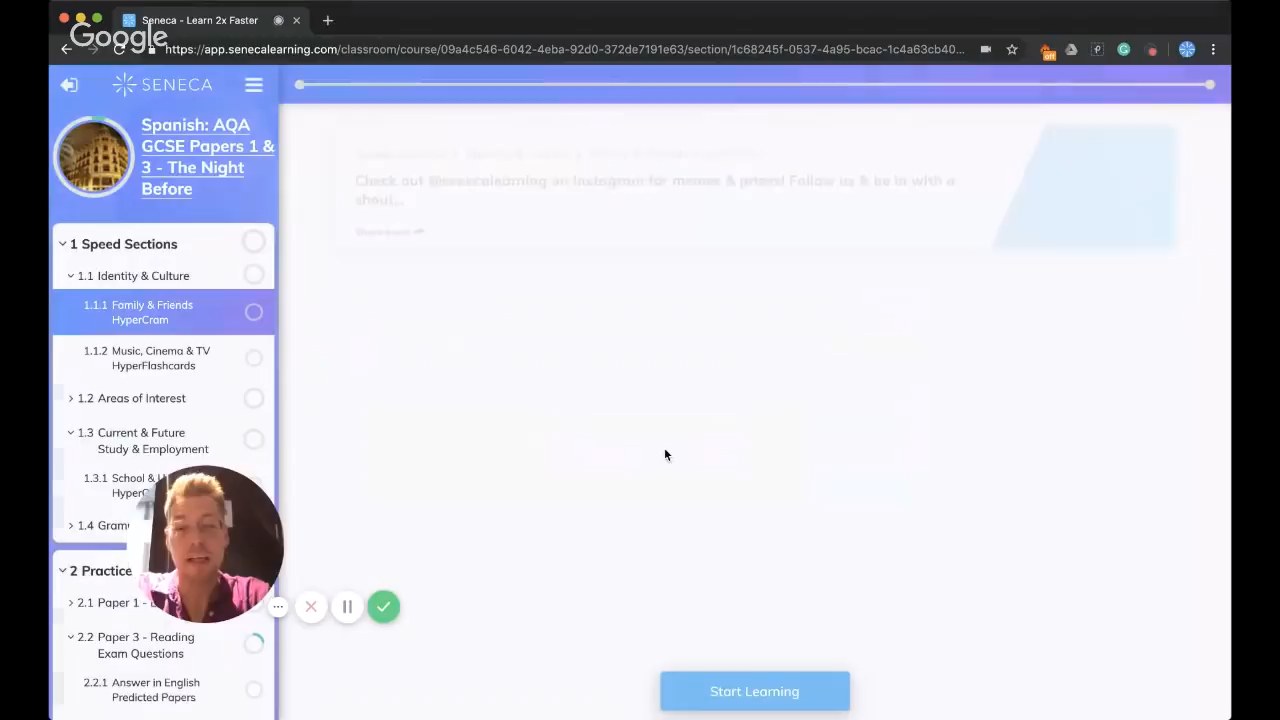 Seneca - Learn 2x Faster
Google
https://app.senecalearning.com/classroom/course/09a4c546-6042-4eba-92d0-372de7191e63/section/1c68245f-0537-4a95-bcac-1c4a63cb40...
off
SENECA
Spanish: AQA
GCSE Papers 1 &
3 - The Night
Before
1 Speed Sections
1.1 Identity & Culture
1.1.1 Family & Friends
HyperCram
1.1.2 Music, Cinema & TV
HyperFlashcards
1.2 Areas of Interest
1.3 Current & Future
Study & Employment
1.3.1 School &
1.4
2 Practice
2.1 Paper 1 -
2.2 Paper 3 - Reading
Exam Questions
2.2.1 Answer in English
Predicted Papers
Check out @senecalearning on Instagram for memes & prizes! Follow us & be in with a
shout...
Start Learning